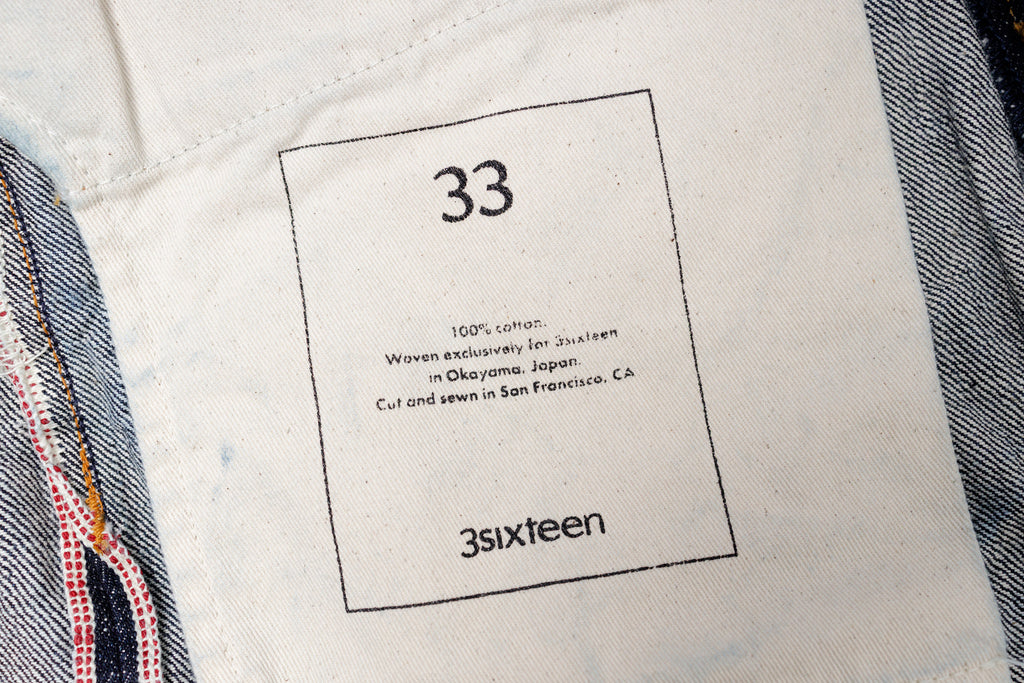 33
100% cotton.
Woven exclusively for 3sixteen
in Okayama, Japan.
Cut and sewn in San Francisco, CA
3sixteen